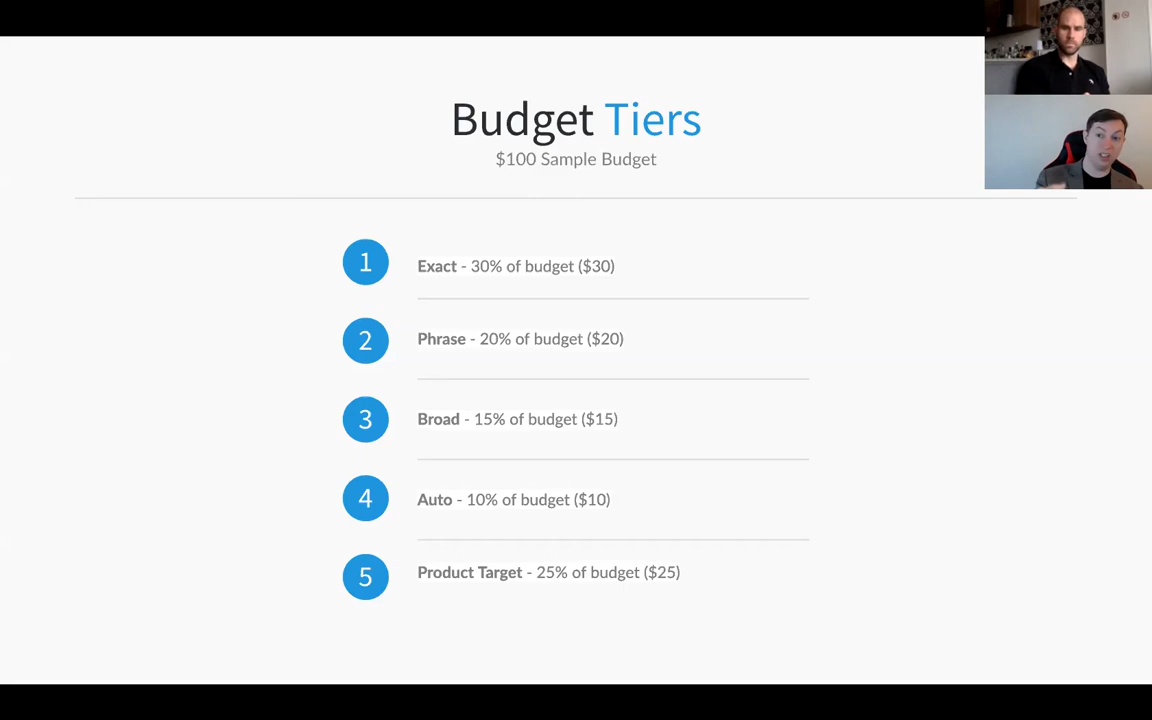 Budget Tiers
$100 Sample Budget
1
Exact - 30% of budget ($30)
2
Phrase - 20% of budget ($20)
3
Broad - 15% of budget ($15)
4
Auto - 10% of budget ($10)
5
Product Target - 25% of budget ($25)